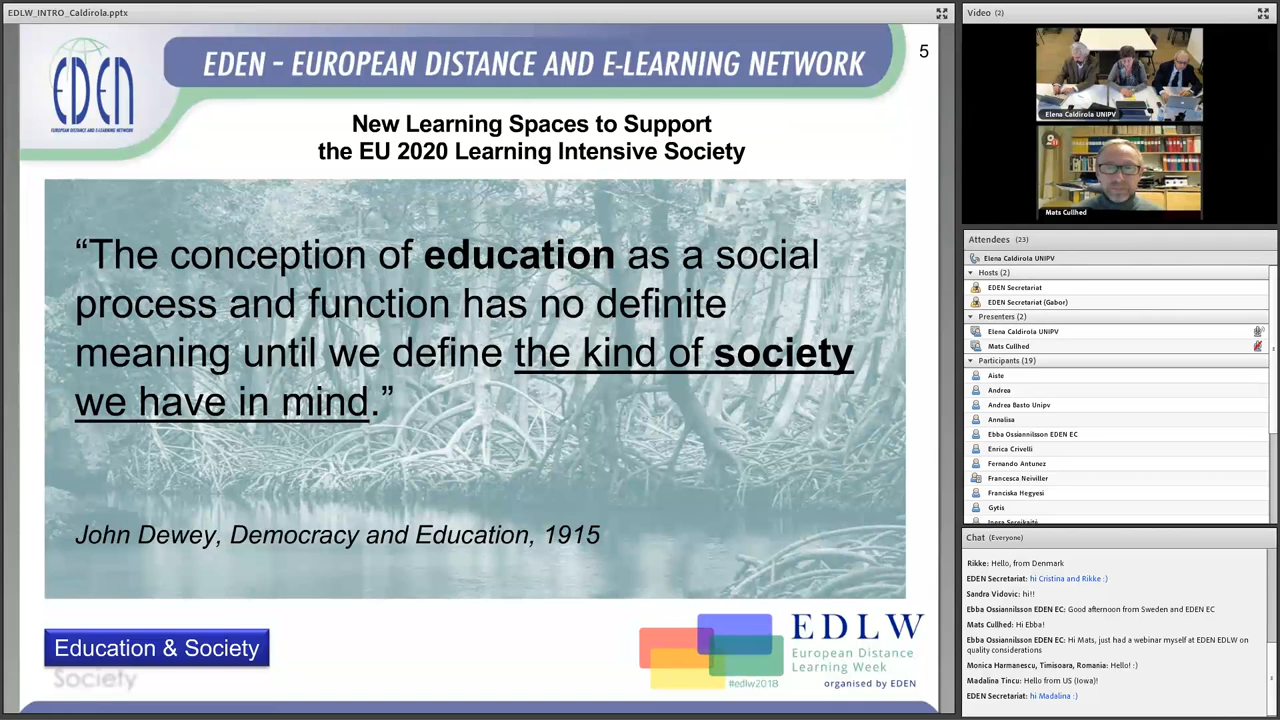 EDLW_INTRO_Caldirola.pptx
EDEN
EUROPEAN DISTANCE AND E-LEARNING NETWORK
EDEN – EUROPEAN DISTANCE AND E-LEARNING NETWORK
5
New Learning Spaces to Support
the EU 2020 Learning Intensive Society
“The conception of education as a social
process and function has no definite
meaning until we define the kind of society
we have in mind.”
John Dewey, Democracy and Education, 1915
Education & Society
Society
EDLW
European Distance
Learning Week
#edlw2018
organised by EDEN
Video (2)
Elena Caldirola UNIPV
Mats Cullhed
Attendees (23)
Elena Caldirola UNIPV
Hosts (2)
EDEN Secretariat
EDEN Secretariat (Gabor)
Presenters (2)
Elena Caldirola UNIPV
Mats Cullhed
Participants (19)
Aiste
Andrea
Andrea Basto Unipv
Annalisa
Ebba Ossiannilsson EDEN EC
Enrica Crivelli
Fernando Antunez
Francesca Neiviller
Franciska Hegyesi
Gytis
Chat (Everyone)
Rikke: Hello, from Denmark
EDEN Secretariat: hi Cristina and Rikke :)
Sandra Vidovic: hi!!
Ebba Ossiannilsson EDEN EC: Good afternoon from Sweden and EDEN EC
Mats Cullhed: Hi Ebba!
Ebba Ossiannilsson EDEN EC: Hi Mats, just had a webinar myself at EDEN EDLW on
quality considerations
Monica Harmanescu, Timisoara, Romania: Hello! :)
Madalina Tincu: Hello from US (Iowa)!
EDEN Secretariat: hi Madalina :)